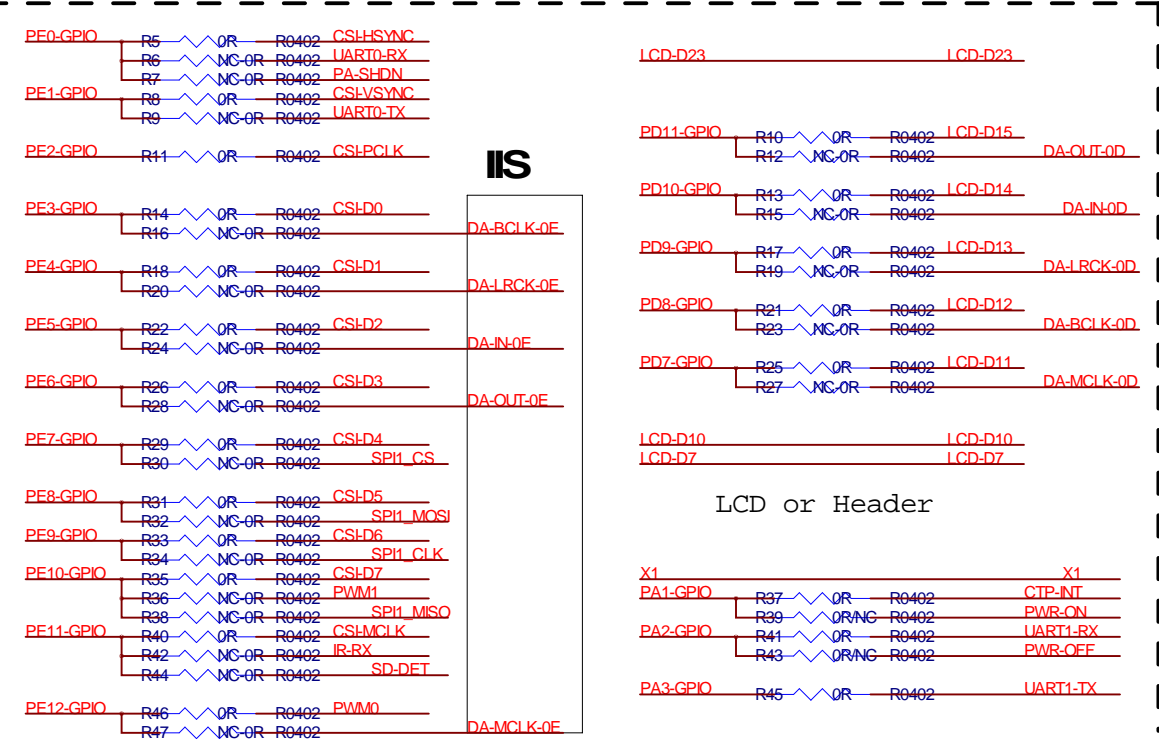 PE0-GPIO R5 0R R0402 CSI-HSYNC
R6 NC-0R R0402 UART0-RX
R7 NC-0R R0402 PA-SHDN
PE1-GPIO R8 0R R0402 CSI-VSYNC
R9 NC-0R R0402 UART0-TX
PE2-GPIO R11 0R R0402 CSI-PCLK
IIS
PE3-GPIO R14 0R R0402 CSI-D0
R16 NC-0R R0402 DA-BCLK-0E
PE4-GPIO R18 0R R0402 CSI-D1
R20 NC-0R R0402 DA-LRCK-0E
PE5-GPIO R22 0R R0402 CSI-D2
R24 NC-0R R0402 DA-IN-0E
PE6-GPIO R26 0R R0402 CSI-D3
R28 NC-0R R0402 DA-OUT-0E
PE7-GPIO R29 0R R0402 CSI-D4
R30 NC-0R R0402 SPI1_CS
PE8-GPIO R31 0R R0402 CSI-D5
R32 NC-0R R0402 SPI1_MOSI
PE9-GPIO R33 0R R0402 CSI-D6
R34 NC-0R R0402 SPI1_CLK
PE10-GPIO R35 0R R0402 CSI-D7
R36 NC-0R R0402 PWM1
R38 NC-0R R0402 SPI1_MISO
PE11-GPIO R40 0R R0402 CSI-MCLK
R42 NC-0R R0402 IR-RX
R44 NC-0R R0402 SD-DET
PE12-GPIO R46 0R R0402 PWM0
R47 NC-0R R0402 DA-MCLK-0E
LCD-D23 LCD-D23
PD11-GPIO R10 0R R0402 LCD-D15
R12 NC-0R R0402 DA-OUT-0D
PD10-GPIO R13 0R R0402 LCD-D14
R15 NC-0R R0402 DA-IN-0D
PD9-GPIO R17 0R R0402 LCD-D13
R19 NC-0R R0402 DA-LRCK-0D
PD8-GPIO R21 0R R0402 LCD-D12
R23 NC-0R R0402 DA-BCLK-0D
PD7-GPIO R25 0R R0402 LCD-D11
R27 NC-0R R0402 DA-MCLK-0D
LCD-D10 LCD-D10
LCD-D7 LCD-D7
LCD or Header
X1 X1
PA1-GPIO R37 0R R0402 CTP-INT
R39 0R/NC R0402 PWR-ON
PA2-GPIO R41 0R R0402 UART1-RX
R43 0R/NC R0402 PWR-OFF
PA3-GPIO R45 0R R0402 UART1-TX